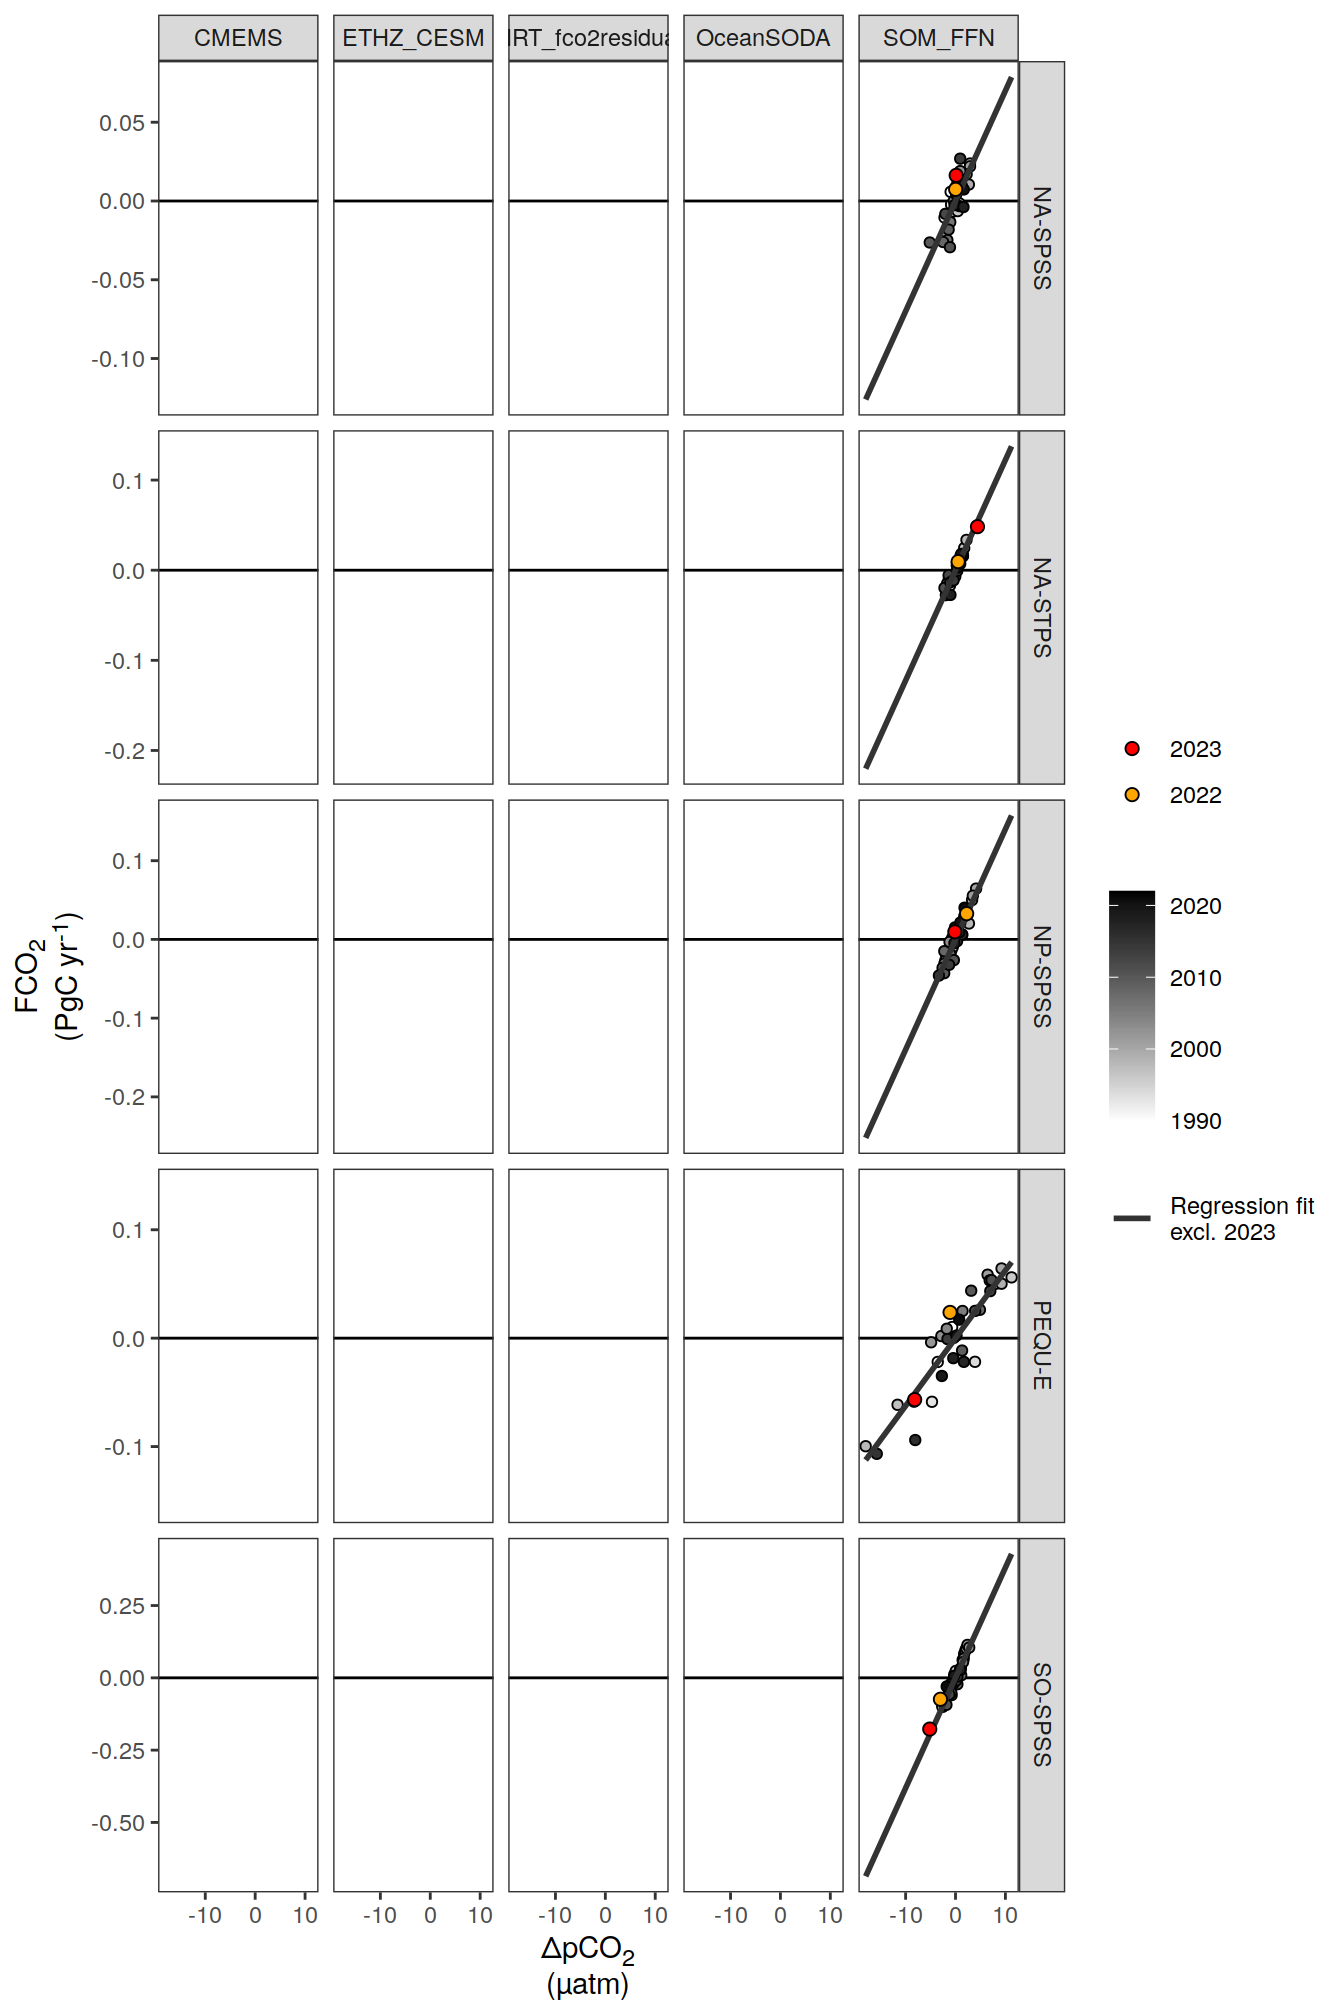 CMEMS ETHZ_CESM IRT_fco2residua OceanSODA SOM_FFN
0.05
0.00
-0.05
-0.10
NA-SPSS
0.1
0.0
-0.1
-0.2
NA-STPS
0.1
0.0
-0.1
-0.2
NP-SPSS
0.1
0.0
-0.1
PEQU-E
0.25
0.00
-0.25
-0.50
SO-SPSS
-10 0 10 -10 0 10 -10 0 10 -10 0 10 -10 0 10
ΔpCO2
(µatm)
FCO2
(PgC yr-1)
2023
2022
2020
2010
2000
1990
Regression fit
excl. 2023